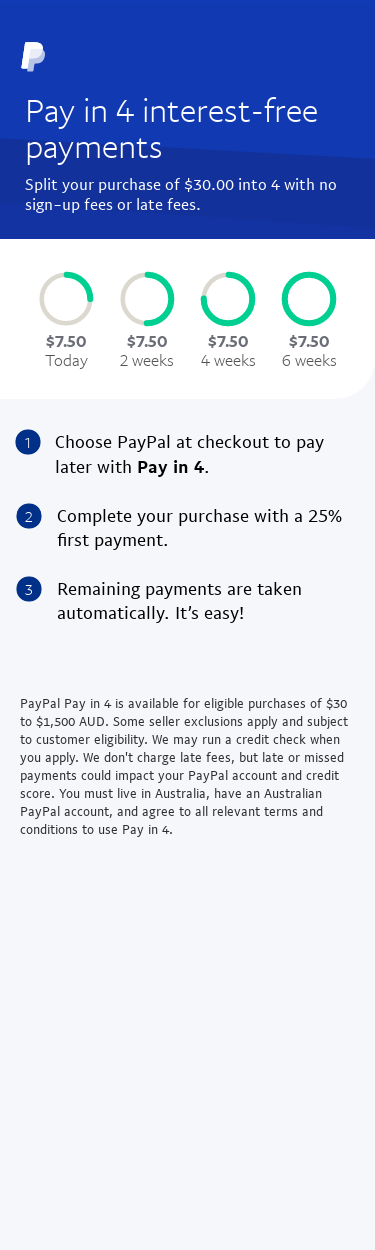 Pay in 4 interest-free
payments
Split your purchase of $30.00 into 4 with no
sign-up fees or late fees.
$7.50 $7.50 $7.50 $7.50
Today 2 weeks 4 weeks 6 weeks
1 Choose PayPal at checkout to pay
later with Pay in 4.
2 Complete your purchase with a 25%
first payment.
3 Remaining payments are taken
automatically. It’s easy!
PayPal Pay in 4 is available for eligible purchases of $30
to $1,500 AUD. Some seller exclusions apply and subject
to customer eligibility. We may run a credit check when
you apply. We don't charge late fees, but late or missed
payments could impact your PayPal account and credit
score. You must live in Australia, have an Australian
PayPal account, and agree to all relevant terms and
conditions to use Pay in 4.